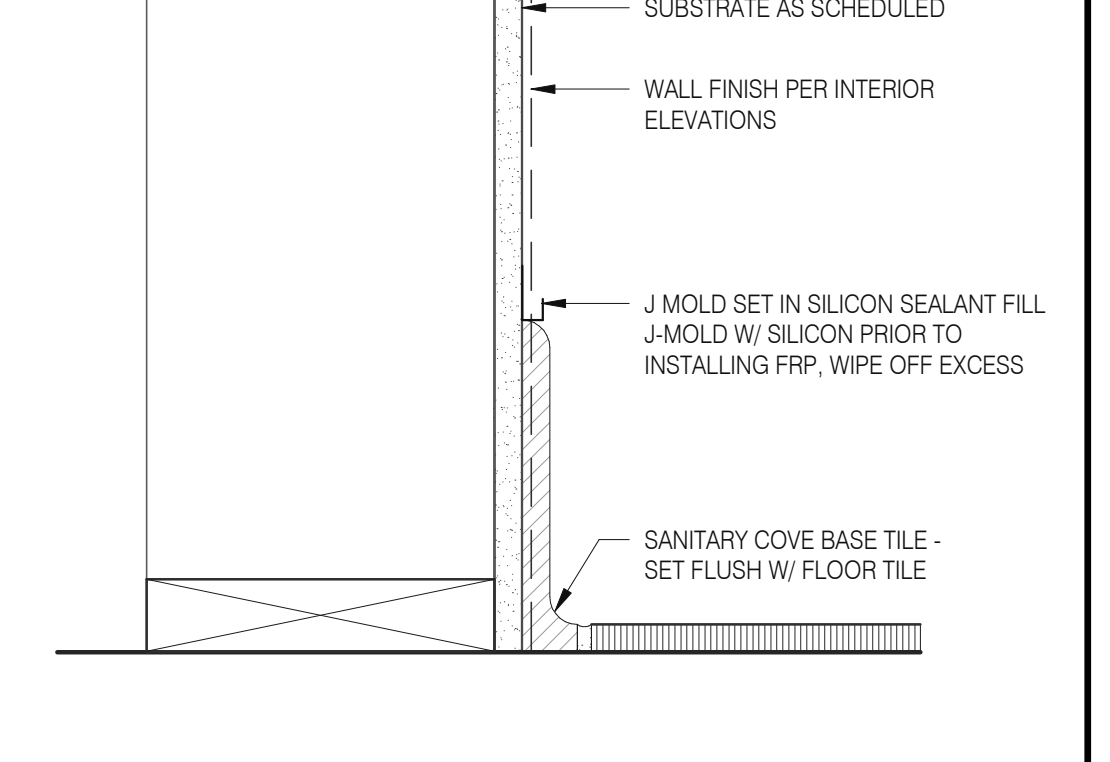 SUBSTRATE AS SCHEDULED
WALL FINISH PER INTERIOR
ELEVATIONS
J MOLD SET IN SILICON SEALANT FILL
J-MOLD W/ SILICON PRIOR TO
INSTALLING FRP, WIPE OFF EXCESS
SANITARY COVE BASE TILE -
SET FLUSH W/ FLOOR TILE